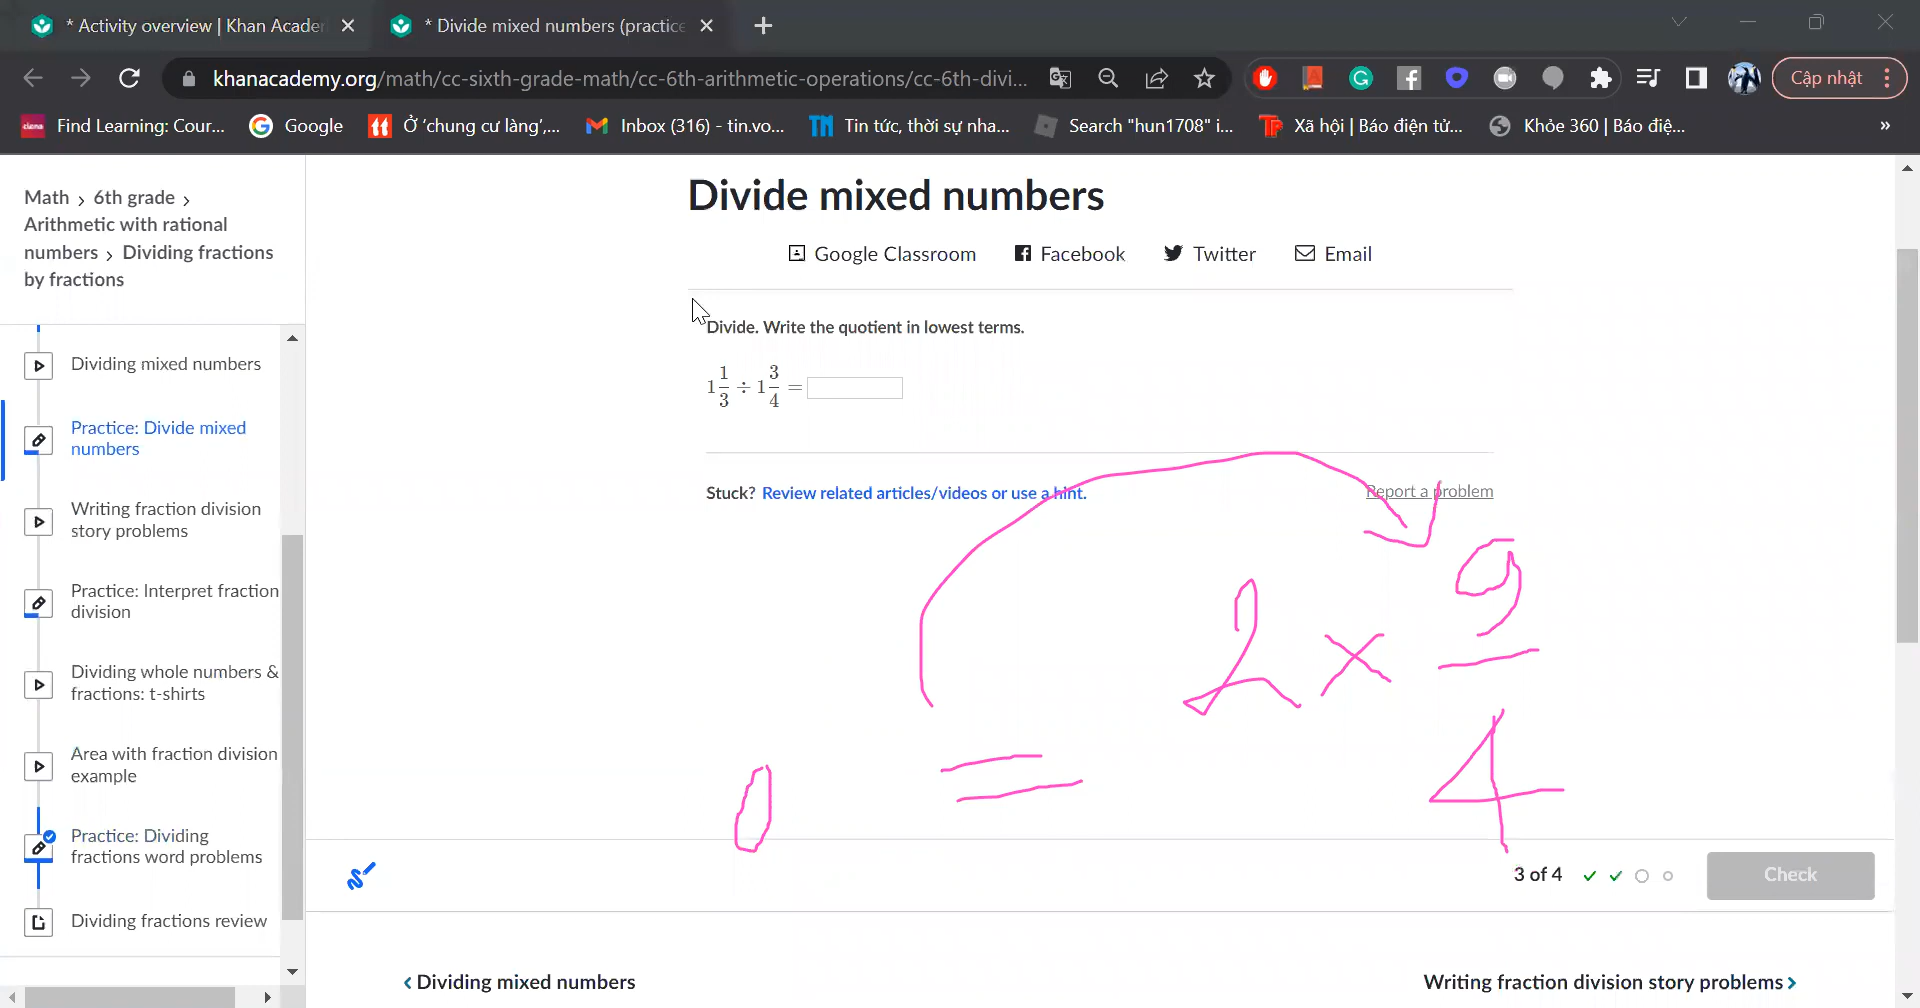 * Activity overview | Khan Acade
* Divide mixed numbers (practice
khanacademy.org/math/cc-sixth-grade-math/cc-6th-arithmetic-operations/cc-6th-divi...
Cập nhật
ciena Find Learning: Cour...
Google
Ở 'chung cư làng',...
Inbox (316) - tin.vo...
TN Tin tức, thời sự nha...
Search "hun1708" i...
TP Xã hội | Báo điện tử...
Khỏe 360 | Báo điệ...
»
Math > 6th grade >
Arithmetic with rational
numbers > Dividing fractions
by fractions
Dividing mixed numbers
Practice: Divide mixed
numbers
Writing fraction division
story problems
Practice: Interpret fraction
division
Dividing whole numbers &
fractions: t-shirts
Area with fraction division
example
Practice: Dividing
fractions word problems
Dividing fractions review
Divide mixed numbers
Google Classroom Facebook Twitter Email
Divide. Write the quotient in lowest terms.
1 1/3 ÷ 1 3/4 =
Stuck? Review related articles/videos or use a hint.
Report a problem
2 × 9/4
0 =
3 of 4
Check
< Dividing mixed numbers
Writing fraction division story problems >